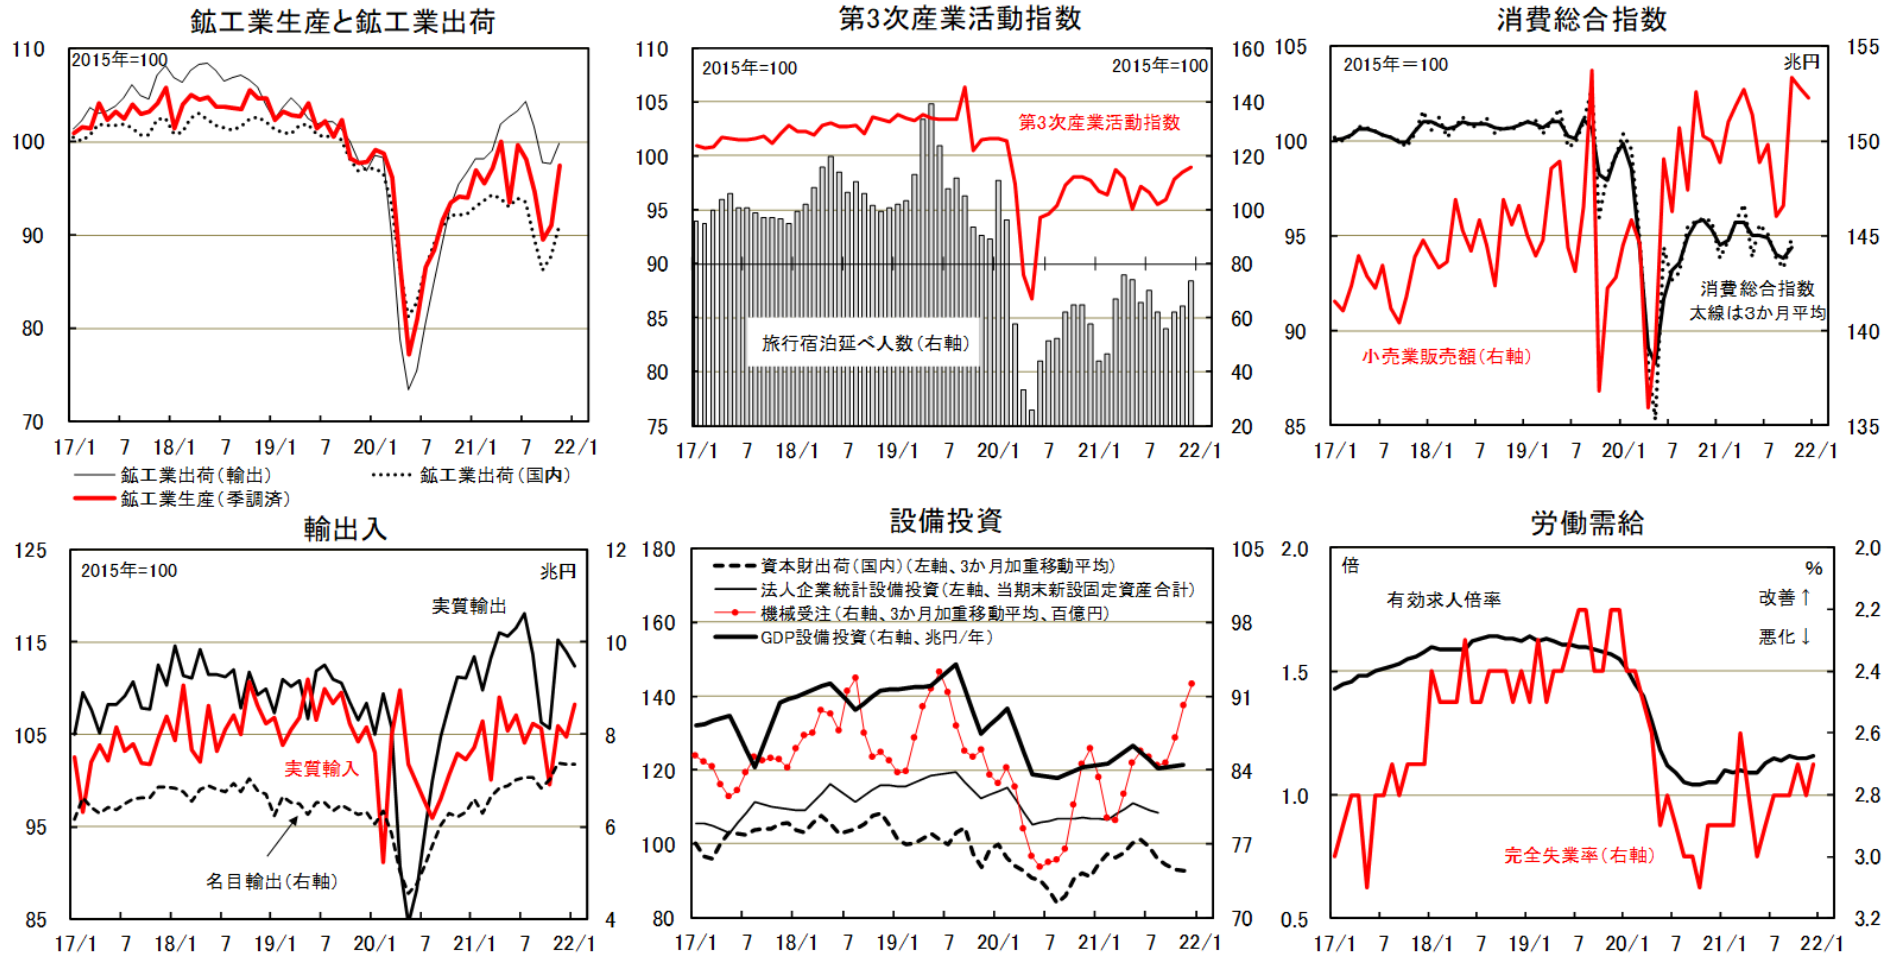 鉱工業生産と鉱工業出荷
110
2015年=100
100
90
80
70
17/1 7 18/1 7 19/1 7 20/1 7 21/1 7 22/1
鉱工業出荷(輸出)
鉱工業出荷(国内)
鉱工業生産(季調済)
第3次産業活動指数
110 160
2015年=100 2015年=100
105 140
第3次産業活動指数
100 120
95 100
90 80
85 60
旅行宿泊延べ人数(右軸)
80 40
75 20
17/1 7 18/1 7 19/1 7 20/1 7 21/1 7 22/1
消費総合指数
105 155
2015年=100 兆円
100 150
95 145
消費総合指数
太線は3か月平均
90 140
小売業販売額(右軸)
85 135
17/1 7 18/1 7 19/1 7 20/1 7 21/1 7 22/1
輸出入
125 12
2015年=100 兆円
実質輸出
115 10
105 8
実質輸入
95 6
名目輸出(右軸)
85 4
17/1 7 18/1 7 19/1 7 20/1 7 21/1 7 22/1
設備投資
180 105
資本財出荷(国内)(左軸、3か月加重移動平均)
法人企業統計設備投資(左軸、当期末新設固定資産合計)
機械受注(右軸、3か月加重移動平均、百億円)
160 98
GDP設備投資(右軸、兆円/年)
140 91
120 84
100 77
80 70
17/1 7 18/1 7 19/1 7 20/1 7 21/1 7 22/1
労働需給
2.0 2.0
倍 %
有効求人倍率 改善↑
2.2
悪化↓
1.5 2.4
2.6
1.0 2.8
完全失業率(右軸)
3.0
0.5 3.2
17/1 7 18/1 7 19/1 7 20/1 7 21/1 7 22/1